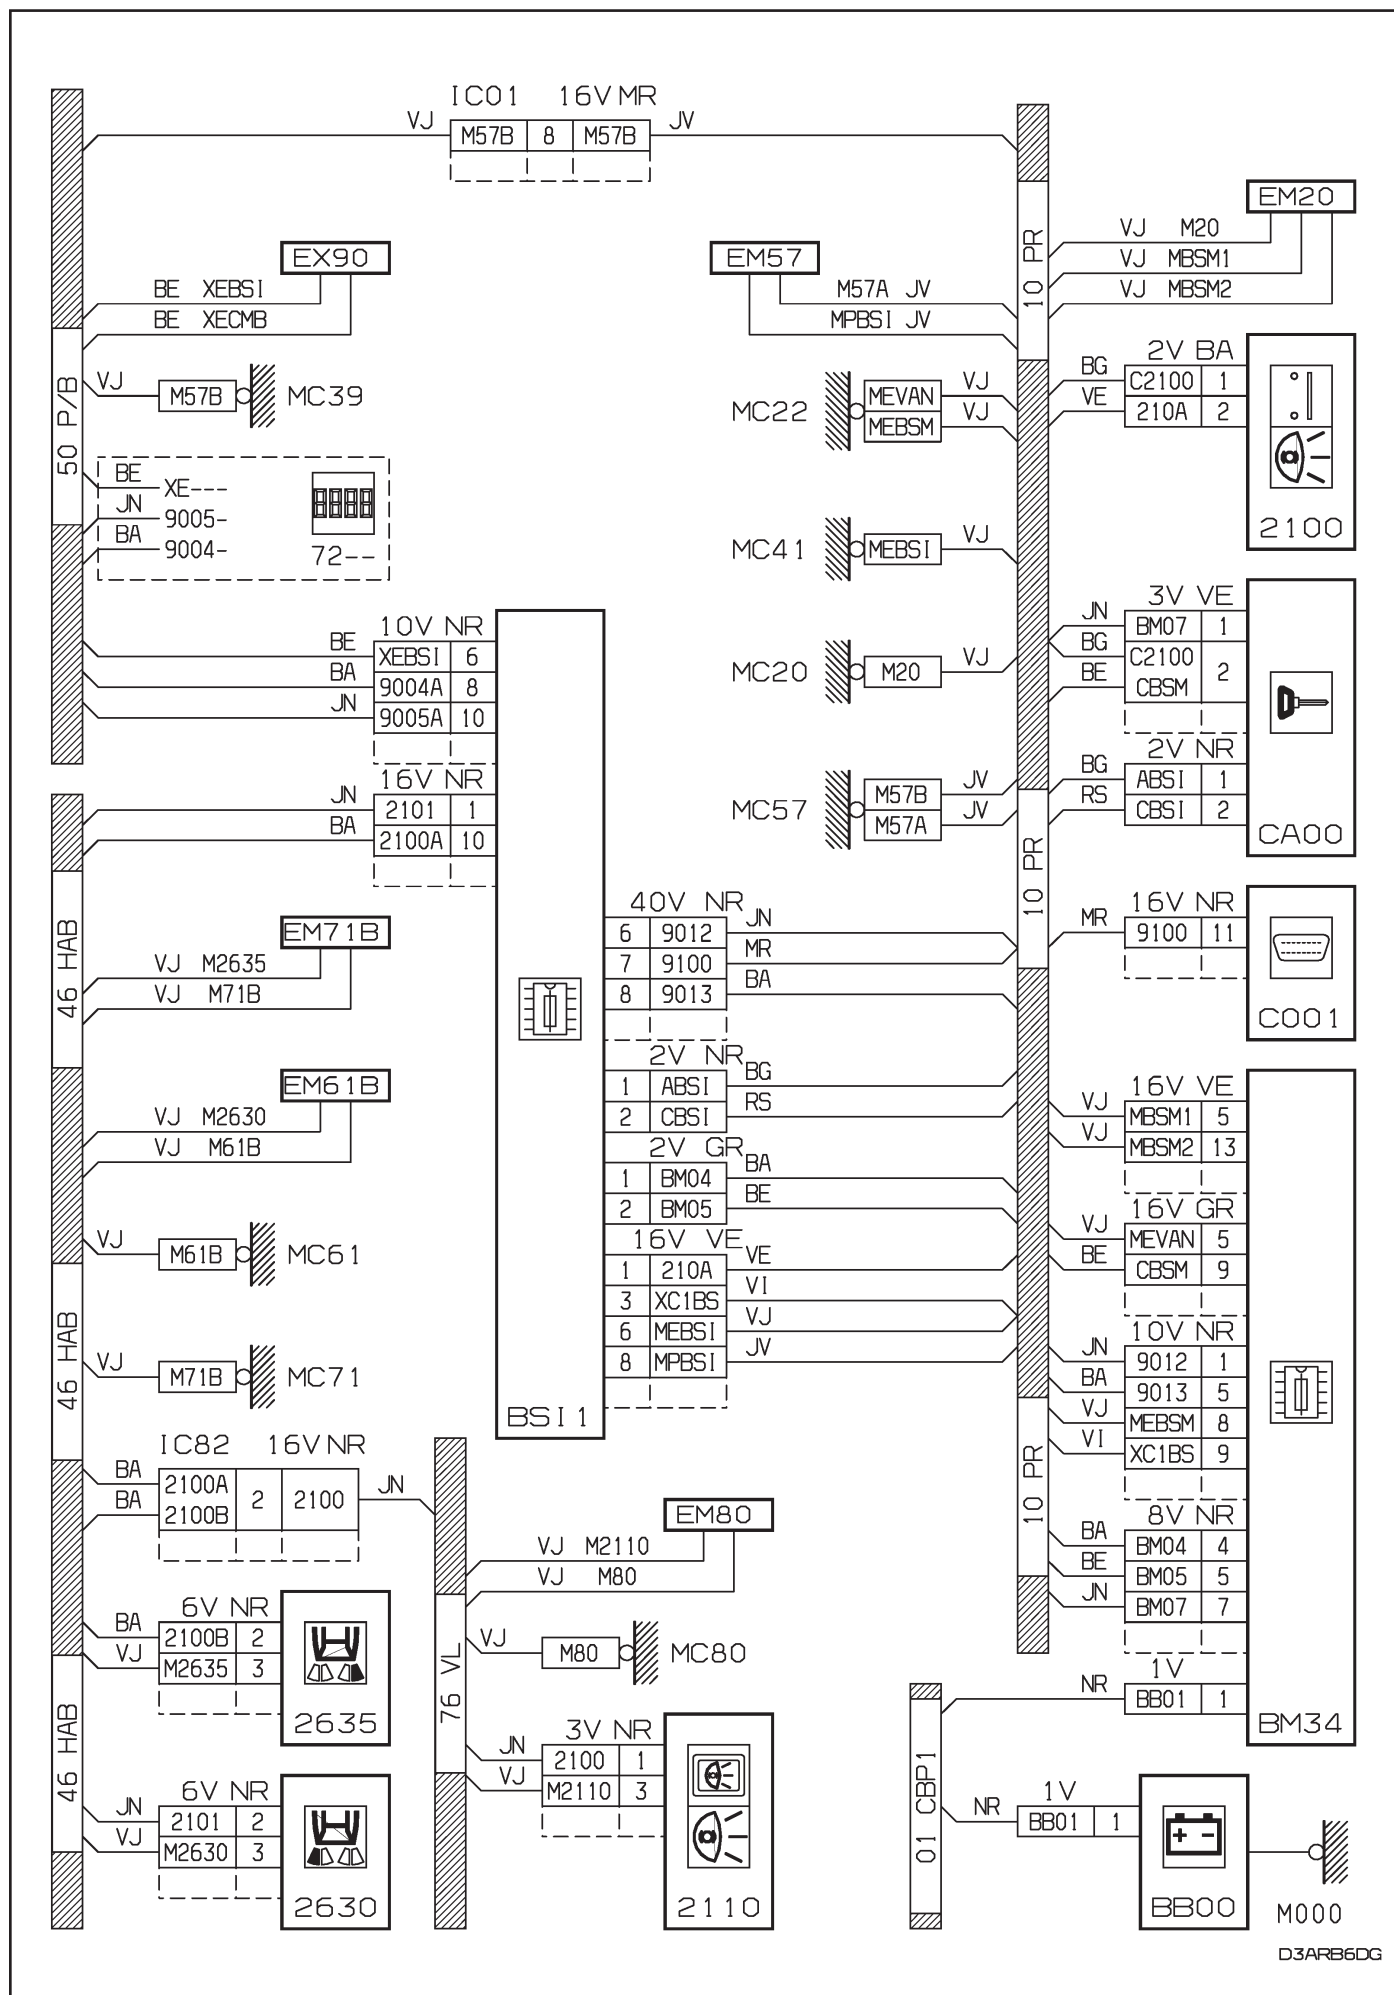 IC01 16V MR
VJ M57B 8 M57B JV
EX90
BE XEBSI
BE XECMB
VJ M57B MC39
50 P/B
BE XE---
JN 9005-
BA 9004-
72--
10V NR
BE XEBSI 6
BA 9004A 8
JN 9005A 10
16V NR
JN 2101 1
BA 2100A 10
46 HAB
EM71B
VJ M2635
VJ M71B
EM61B
VJ M2630
VJ M61B
VJ M61B MC61
46 HAB
VJ M71B MC71
IC82 16V NR
BA 2100A 2 2100 JN
BA 2100B
6V NR
BA 2100B 2
VJ M2635 3
2635
46 HAB
6V NR
JN 2101 2
VJ M2630 3
2630
EM57
M57A JV
MPBSI JV
MC22 MEVAN VJ
MEBSM VJ
MC41 MEBSI VJ
MC20 M20 VJ
MC57 M57B JV
M57A JV
40V NR
6 9012 JN
7 9100 MR
8 9013 BA
2V NR
1 ABSI BG
2 CBSI RS
2V GR
1 BM04 BA
2 BM05 BE
16V VE
1 210A VE
3 XC1BS VI
6 MEBSI VJ
8 MPBSI JV
BSI1
EM80
VJ M2110
VJ M80
76 VL
VJ M80 MC80
3V NR
JN 2100 1
VJ M2110 3
2110
10 PR
EM20
VJ M20
VJ MBSM1
VJ MBSM2
2V BA
BG C2100 1
VE 210A 2
2100
3V VE
JN BM07 1
BG C2100 2
BE CBSM
2V NR
BG ABSI 1
RS CBSI 2
CA00
10 PR
16V NR
MR 9100 11
C001
16V VE
VJ MBSM1 5
VJ MBSM2 13
16V GR
VJ MEVAN 5
BE CBSM 9
10V NR
JN 9012 1
BA 9013 5
VJ MEBSM 8
VI XC1BS 9
10 PR
8V NR
BA BM04 4
BE BM05 5
JN BM07 7
1V
NR BB01 1
BM34
01 CBP1
1V
NR BB01 1
+ -
BB00
M000
D3ARB6DG